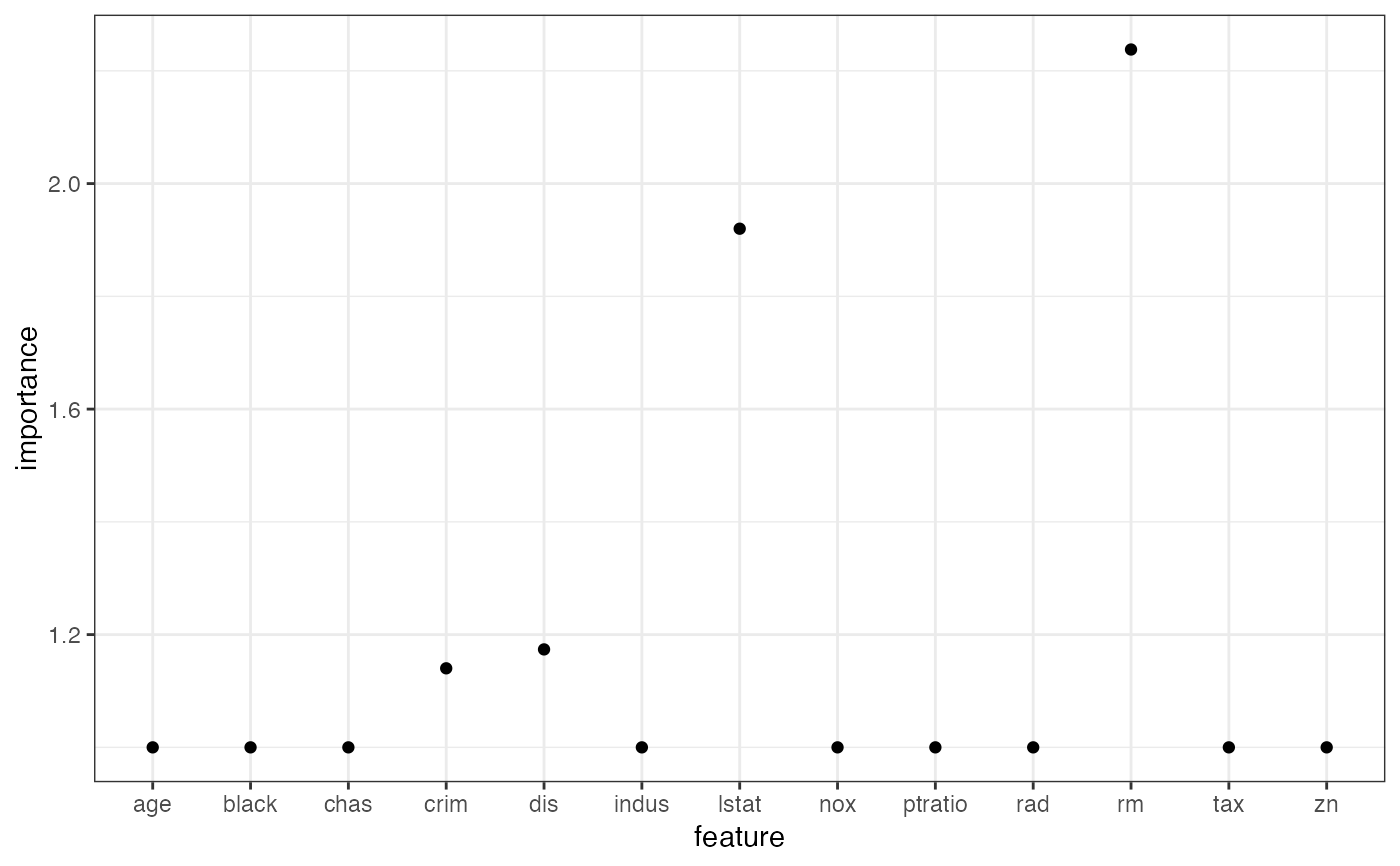 importance
2.0
1.6
1.2
age black chas crim dis indus lstat nox ptratio rad rm tax zn
feature